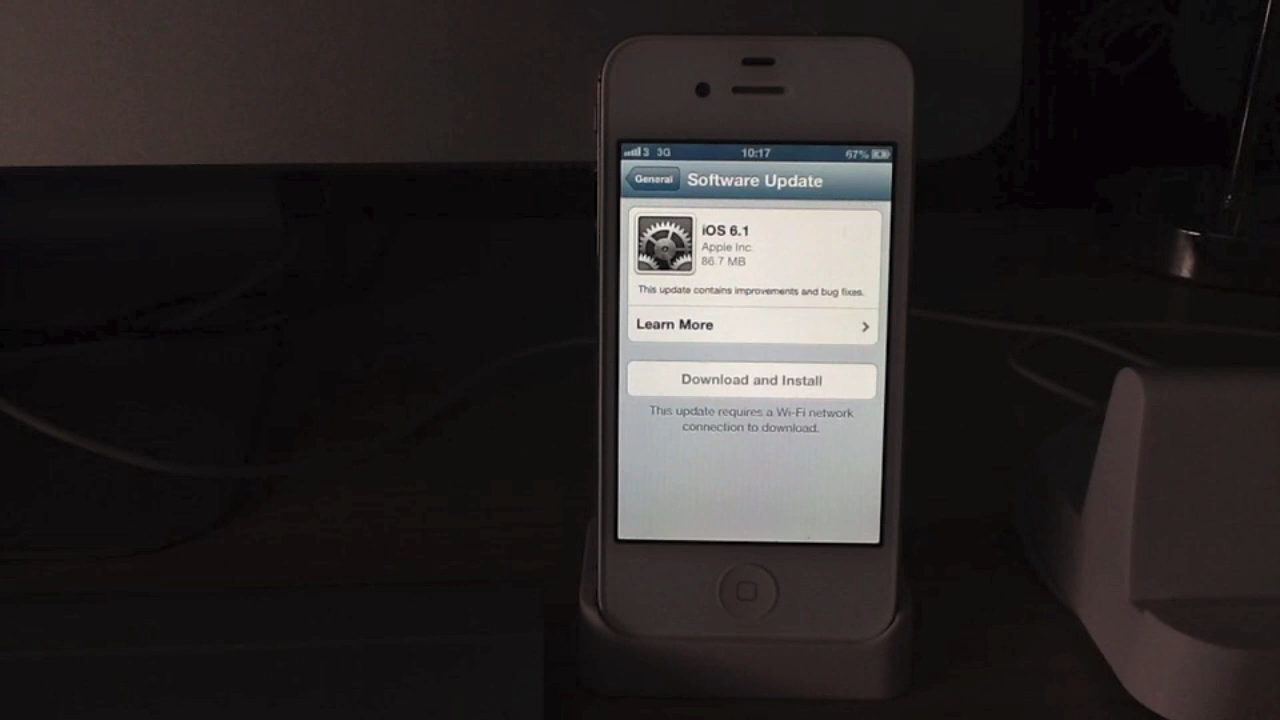 3 3G 10:17 67%
General Software Update
iOS 6.1
Apple Inc.
86.7 MB
This update contains improvements and bug fixes.
Learn More
Download and Install
This update requires a Wi-Fi network
connection to download.